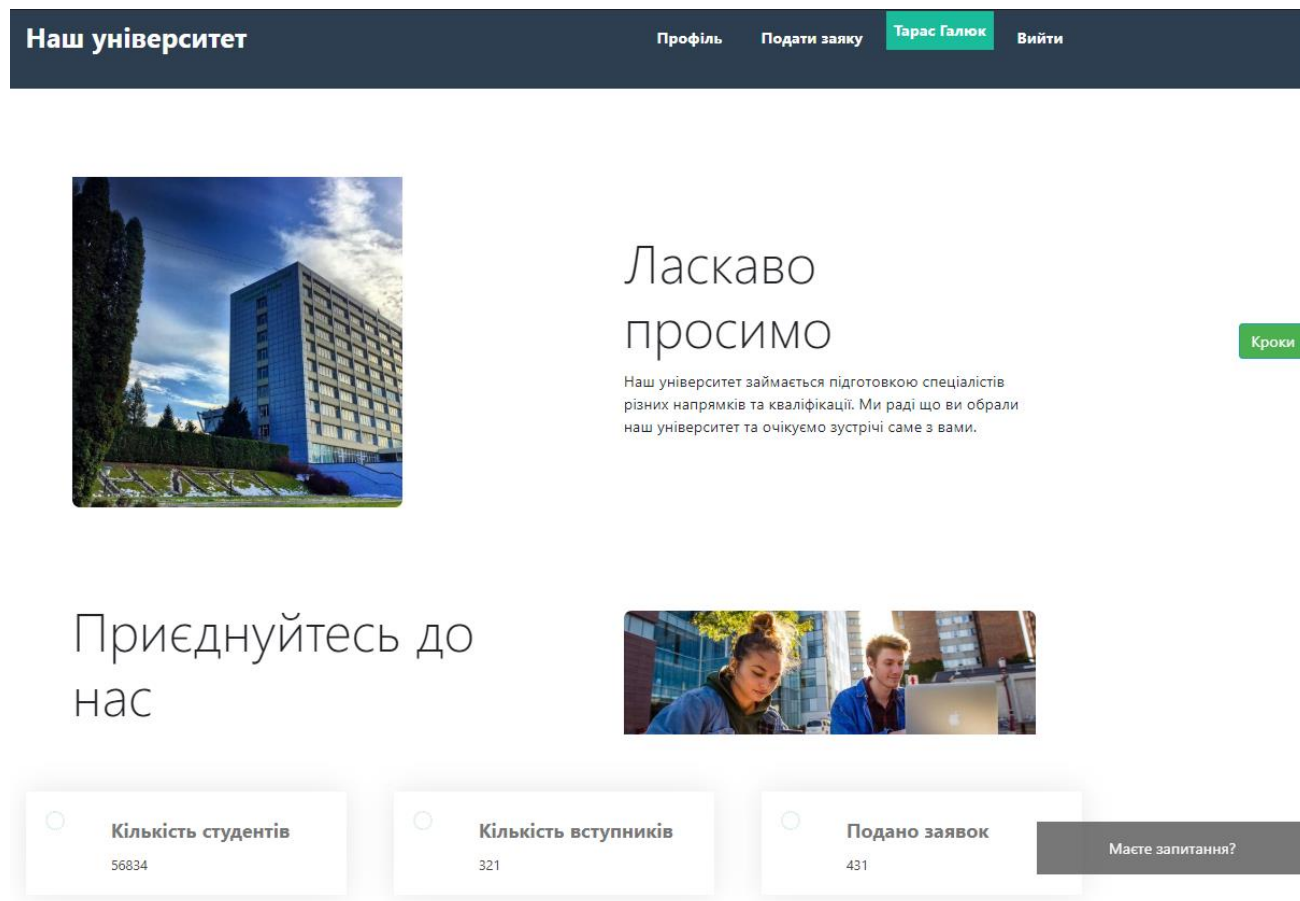 Наш університет
Профіль
Подати заяку
Тарас Галюк
Вийти
Ласкаво
просимо
Наш університет займається підготовкою спеціалістів
різних напрямків та кваліфікації. Ми раді що ви обрали
наш університет та очікуємо зустрічі саме з вами.
Кроки
НЛТУ
Приєднуйтесь до
нас
Кількість студентів
56834
Кількість вступників
321
Подано заявок
431
Маєте запитання?